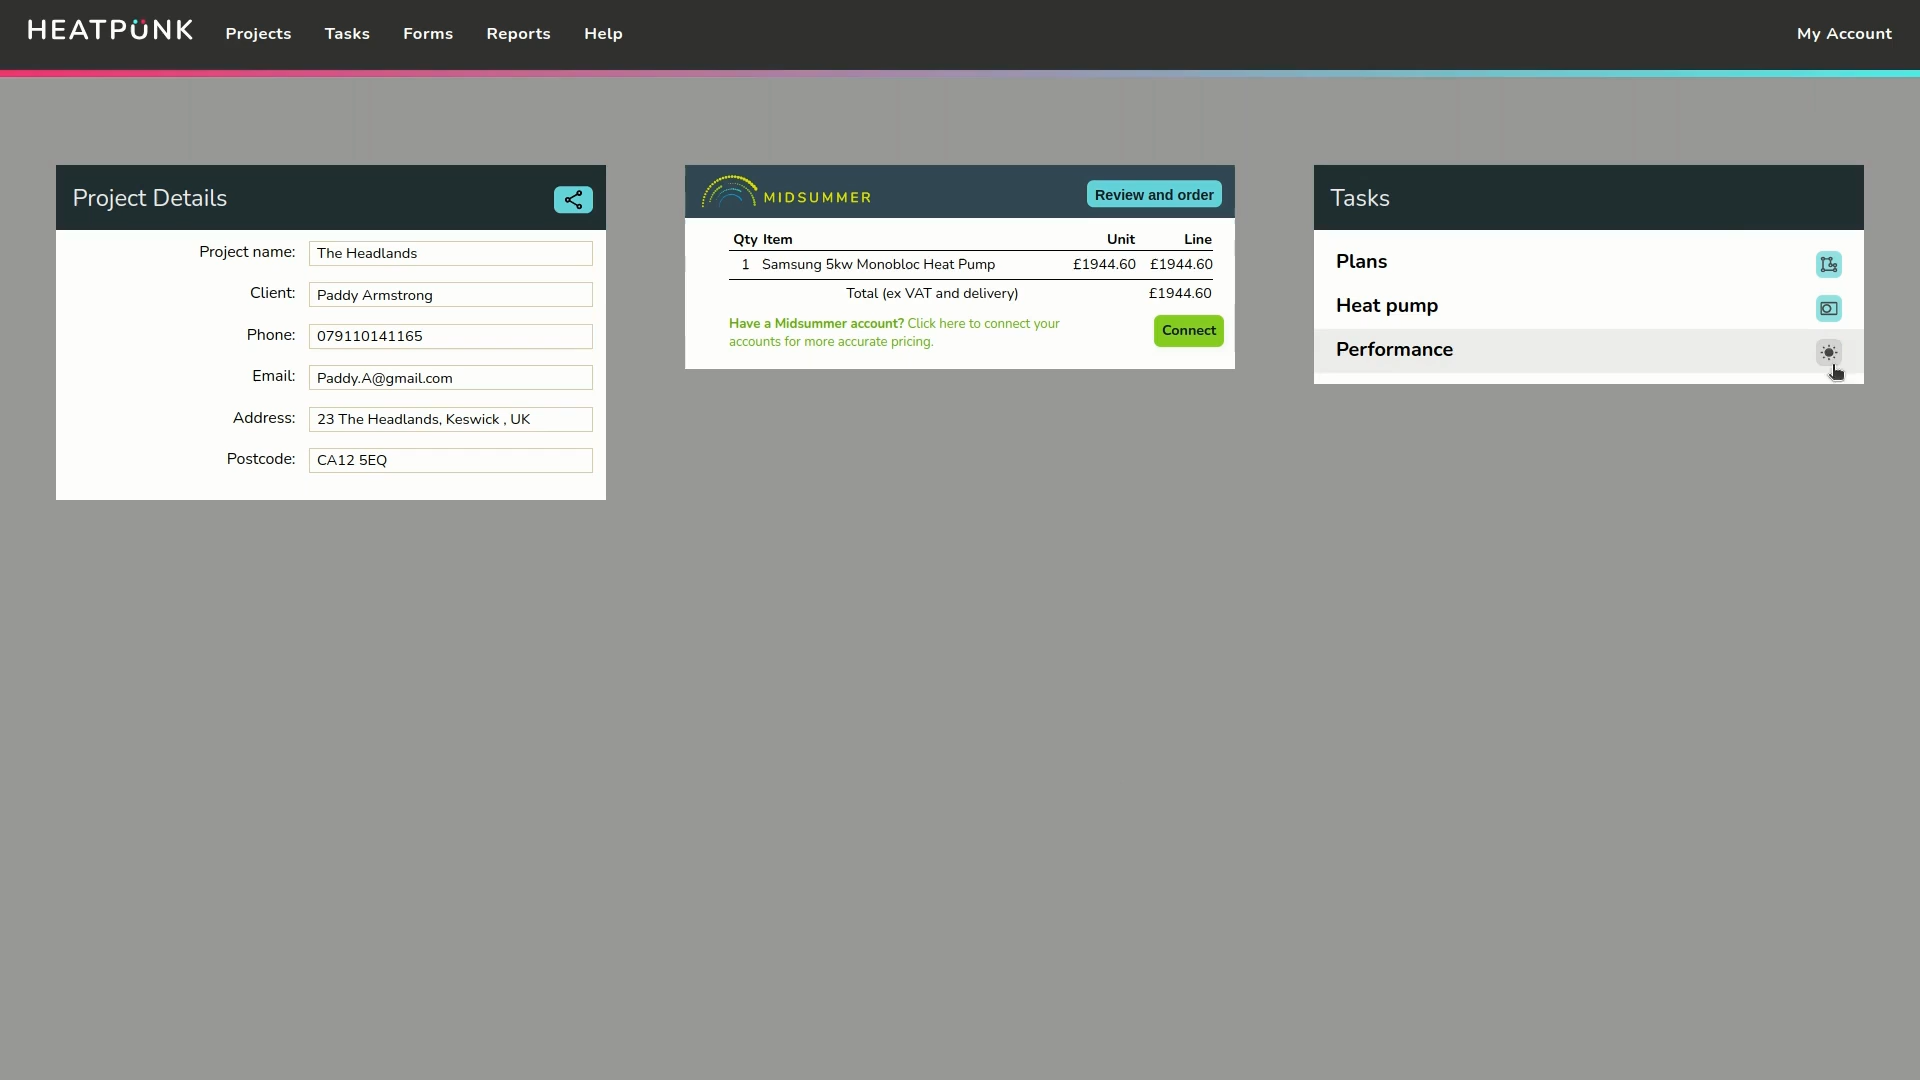 HEATPÜNK Projects Tasks Forms Reports Help My Account
Project Details
Project name: The Headlands
Client: Paddy Armstrong
Phone: 079110141165
Email: Paddy.A@gmail.com
Address: 23 The Headlands, Keswick , UK
Postcode: CA12 5EQ
MIDSUMMER Review and order
Qty Item Unit Line
1 Samsung 5kw Monobloc Heat Pump £1944.60 £1944.60
Total (ex VAT and delivery) £1944.60
Have a Midsummer account? Click here to connect your
accounts for more accurate pricing.
Connect
Tasks
Plans
Heat pump
Performance